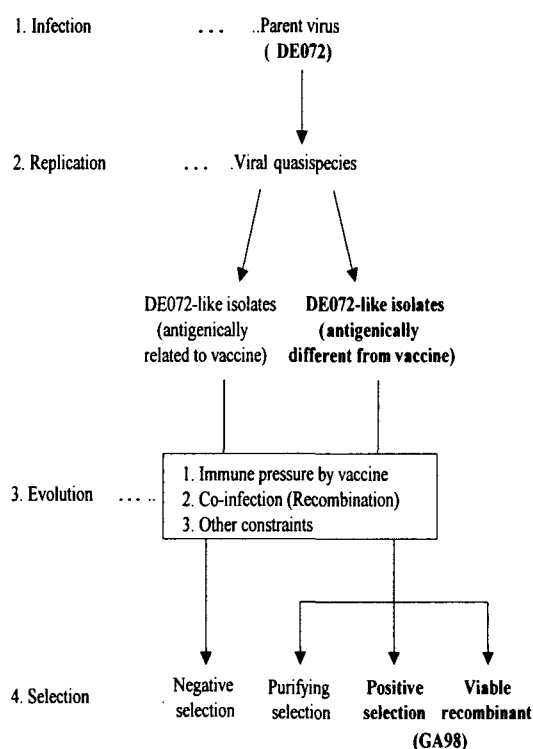 1. Infection ... ..Parent virus
( DE072)
2. Replication ... .Viral quasispecies
DE072-like isolates
(antigenically
related to vaccine)
DE072-like isolates
(antigenically
different from vaccine)
3. Evolution ... ..
1. Immune pressure by vaccine
2. Co-infection (Recombination)
3. Other constraints
4. Selection
Negative
selection
Purifying
selection
Positive
selection
Viable
recombinant
(GA98)